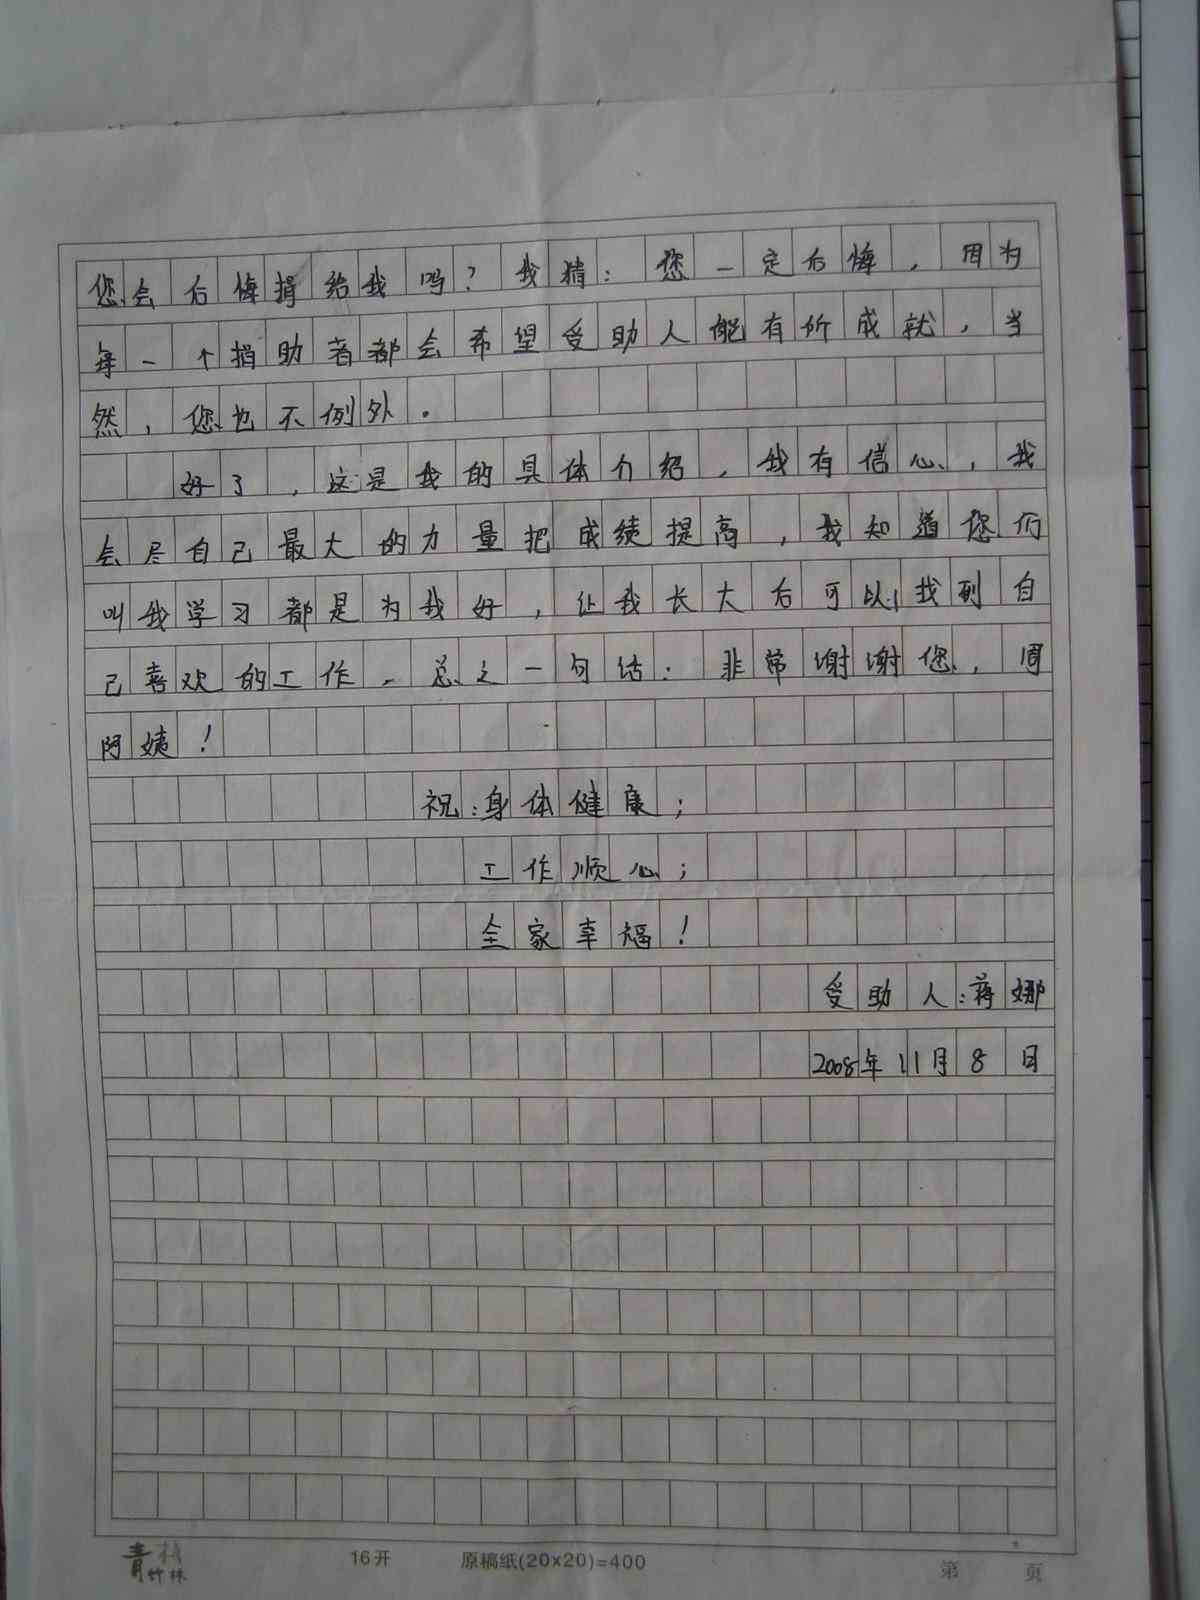 您会后悔捐给我吗？我猜：您一定后悔，因为
每一个捐助者都会希望受助人能有所成就，当
然，您也不例外。
好了，这是我的具体介绍，我有信心，我
会尽自己最大的力量把成绩提高，我知道您们
叫我学习都是为我好，让我长大后可以找到自
己喜欢的工作，总之一句话：非常谢谢您，周
阿姨！
祝：身体健康；
工作顺心；
全家幸福！
受助人：蒋娜
2008年11月8日
青竹林 16开 原稿纸(20×20)=400 第 页